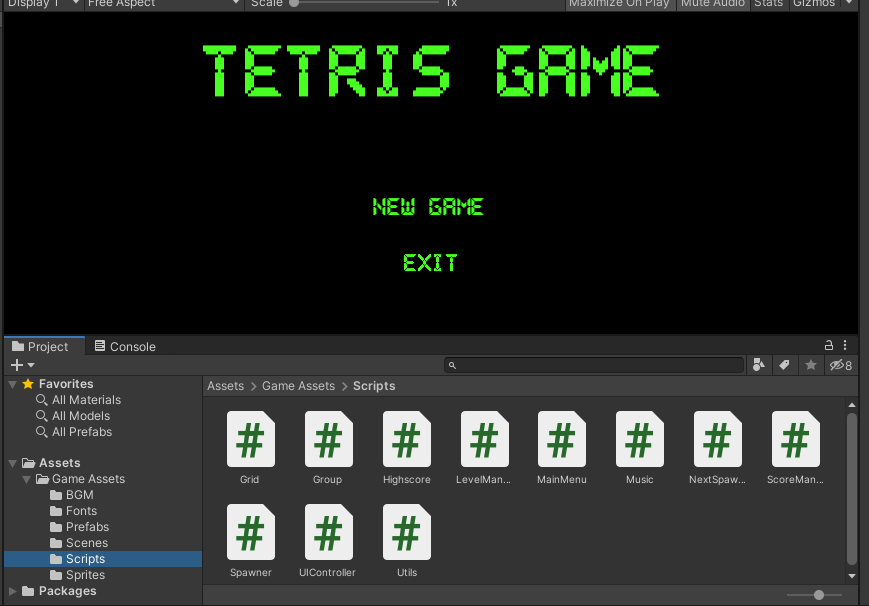 Display 1 Free Aspect Scale 1x Maximize On Play Mute Audio Stats Gizmos
TETRIS GAME
NEW GAME
EXIT
Project Console
8
Favorites
All Materials
All Models
All Prefabs
Assets
Game Assets
BGM
Fonts
Prefabs
Scenes
Scripts
Sprites
Packages
Assets > Game Assets > Scripts
# # # # # # # #
Grid Group Highscore LevelMan... MainMenu Music NextSpaw... ScoreMan...
# # #
Spawner UIController Utils